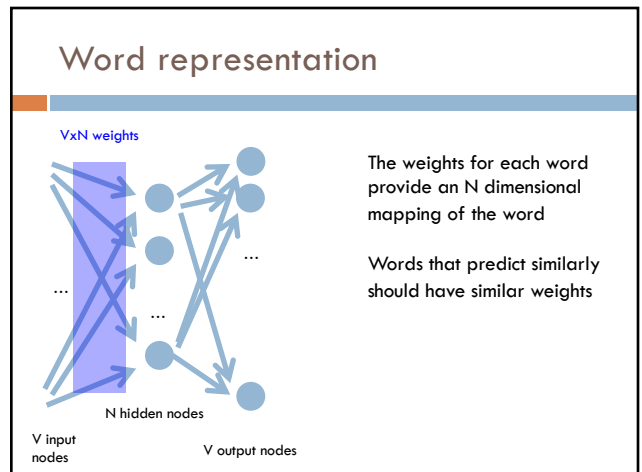 Word representation
VxN weights
The weights for each word
provide an N dimensional
mapping of the word
Words that predict similarly
should have similar weights
...
...
...
N hidden nodes
V input
nodes
V output nodes